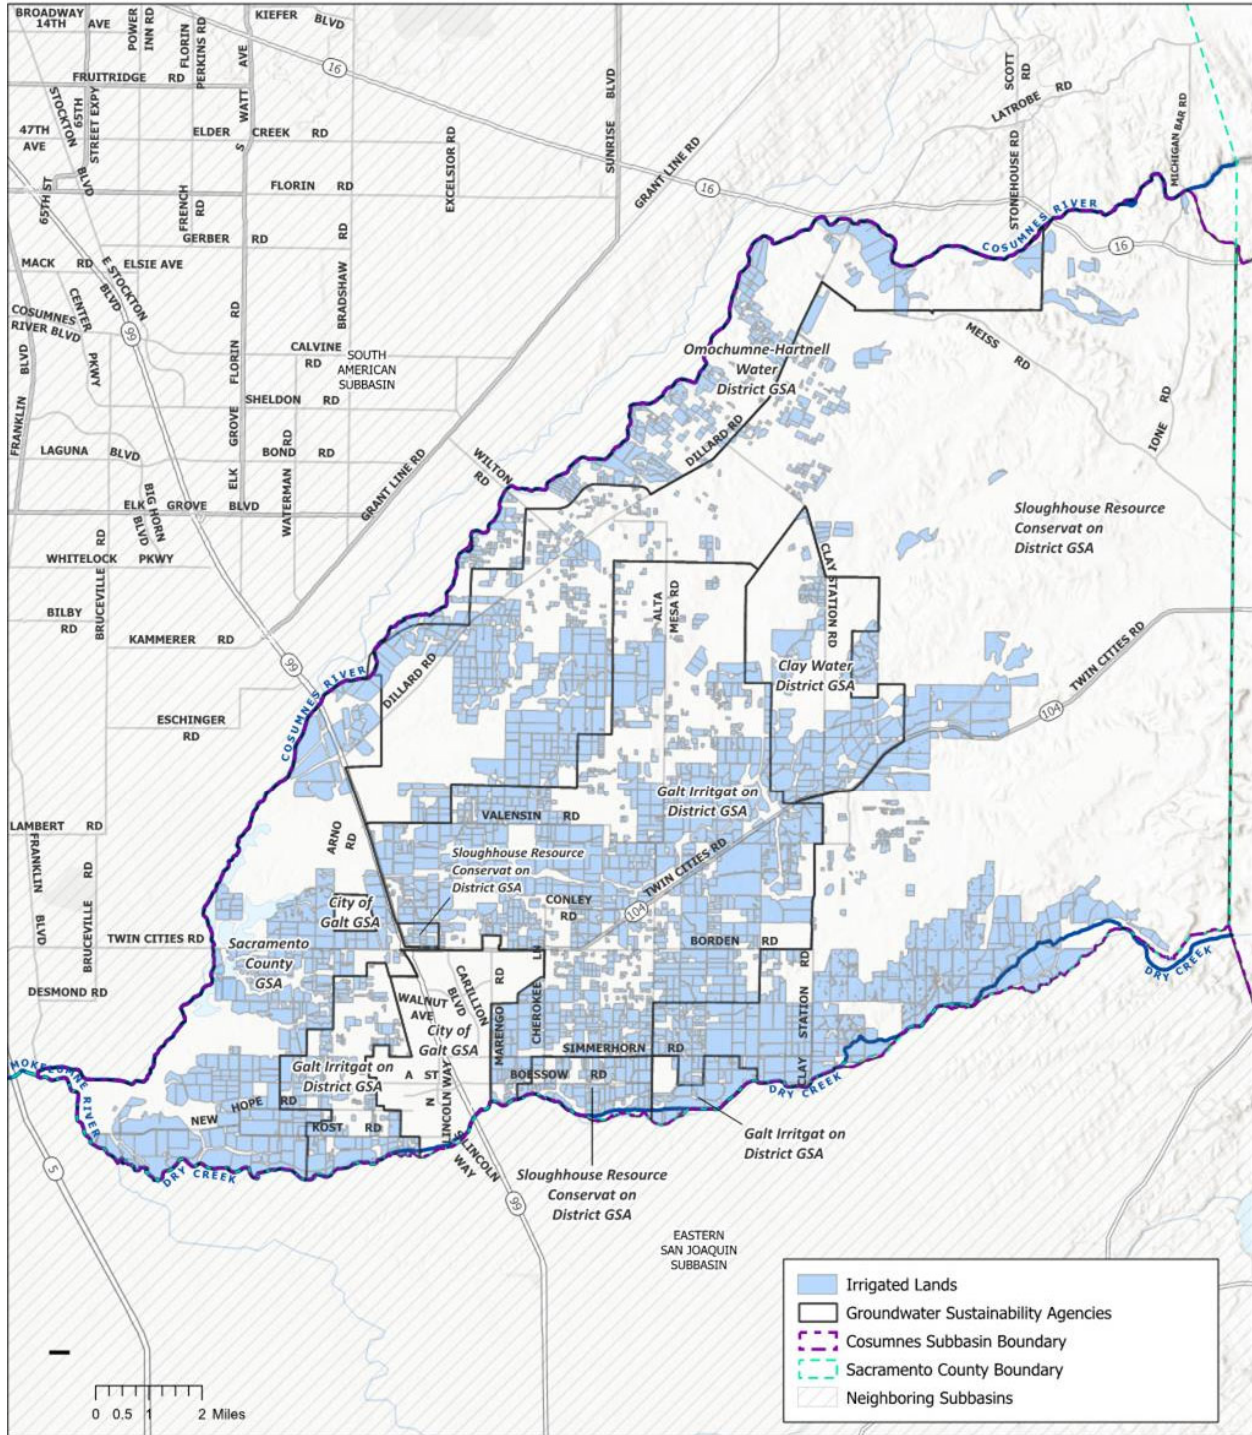 BROADWAY
14TH AVE
POWER
INN RD
FLORIN
PERKINS RD
KIEFER BLVD
WATT AVE
S
16
FRUITRIDGE RD
STOCKTON
BLVD
65TH
STREET EXPY
47TH
AVE
ELDER CREEK RD
65TH ST
FLORIN RD
FRENCH
RD
GERBER RD
EXCELSIOR RD
SUNRISE BLVD
GRANT LINE RD
SCOTT
RD
LATROBE RD
STONEHOUSE RD
MICHIGAN BAR RD
16
COSUMNES RIVER
16
MACK RD
ELSIE AVE
E STOCKTON
BLVD
CENTER
PKWY
COSUMNES
RIVER BLVD
99
BRADSHAW
RD
CALVINE
RD
SOUTH
AMERICAN
SUBBASIN
FRANKLIN
BLVD
ELK GROVE FLORIN RD
SHELDON RD
LAGUNA BLVD
BOND RD
WATERMAN
RD
GRANT LINE RD
BIG HORN
BLVD
ELK GROVE BLVD
WILTON
RD
Omochumne-Hartnell
Water
District GSA
DILLARD RD
MEISS RD
IONE RD
Sloughhouse Resource
Conservat on
District GSA
WHITELOCK PKWY
BRUCEVILLE RD
BILBY
RD
KAMMERER RD
99
ALTA
MESA RD
CLAY STATION RD
Clay Water
District GSA
TWIN CITIES RD
104
COSUMNES RIVER
DILLARD RD
ESCHINGER
RD
Galt Irritgat on
District GSA
VALENSIN RD
LAMBERT RD
FRANKLIN
BLVD
BRUCEVILLE RD
ARNO
RD
Sloughhouse Resource
Conservat on
District GSA
TWIN CITIES RD
104
CONLEY
RD
City of
Galt GSA
TWIN CITIES RD
Sacramento
County
GSA
BORDEN RD
DRY CREEK
DESMOND RD
WALNUT
AVE
CARILLION
BLVD
MARENGO
RD
CHEROKEE
LN
CLAY STATION RD
City of
Galt GSA
SIMMERHORN RD
MOKELUMNE
RIVER
Galt Irritgat on
District GSA
A ST
BOESSOW RD
DRY CREEK
NEW HOPE RD
KOST RD
N LINCOLN WAY
S LINCOLN
WAY
DRY CREEK
Galt Irritgat on
District GSA
5
99
Sloughhouse Resource
Conservat on
District GSA
EASTERN
SAN JOAQUIN
SUBBASIN
Irrigated Lands
Groundwater Sustainability Agencies
Cosumnes Subbasin Boundary
Sacramento County Boundary
Neighboring Subbasins
0 0.5 1 2 Miles